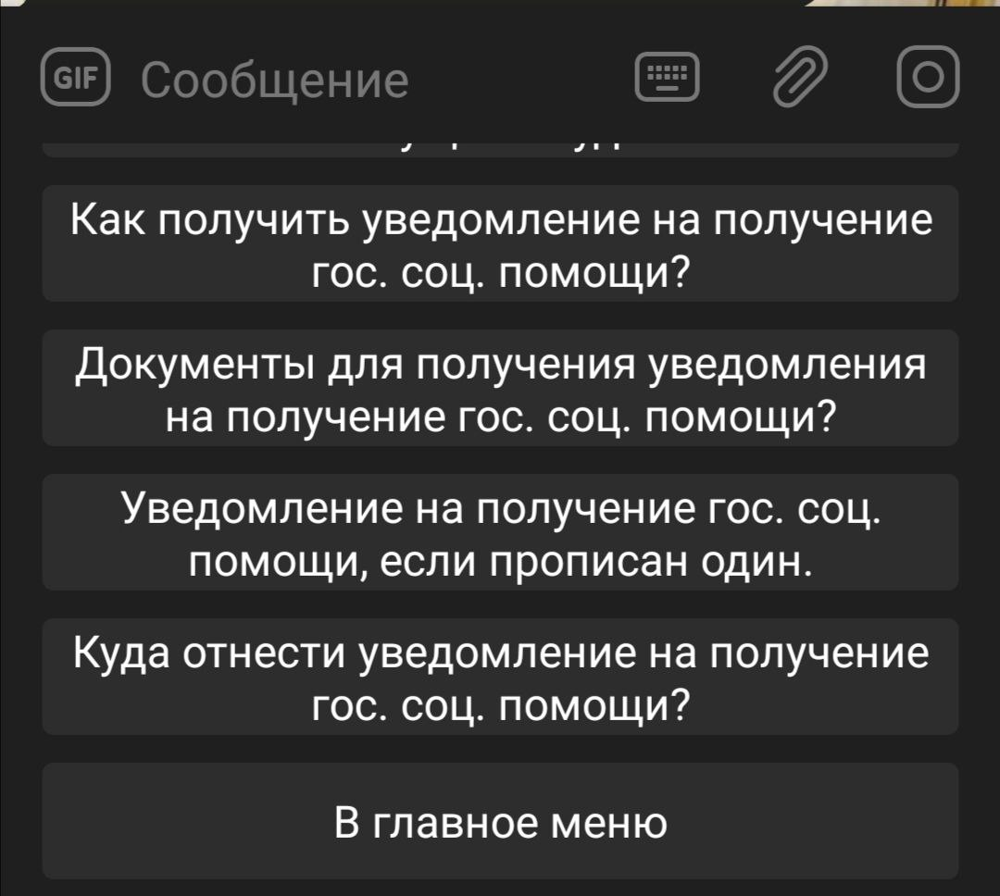 GIF Сообщение
Как получить уведомление на получение
гос. соц. помощи?
Документы для получения уведомления
на получение гос. соц. помощи?
Уведомление на получение гос. соц.
помощи, если прописан один.
Куда отнести уведомление на получение
гос. соц. помощи?
В главное меню